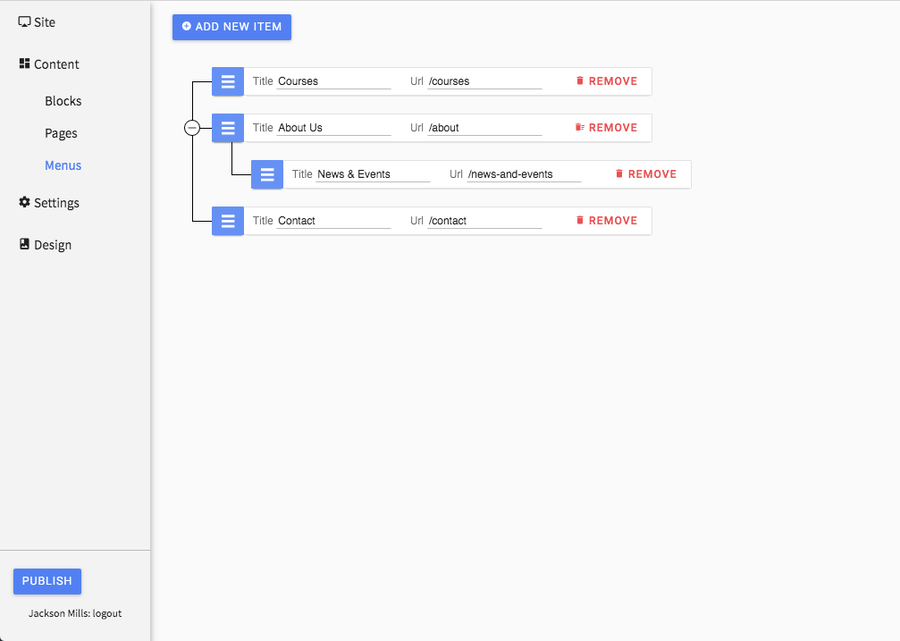 Site
Content
Blocks
Pages
Menus
Settings
Design
PUBLISH
Jackson Mills: logout
ADD NEW ITEM
Title Courses Url /courses REMOVE
Title About Us Url /about REMOVE
Title News & Events Url /news-and-events REMOVE
Title Contact Url /contact REMOVE